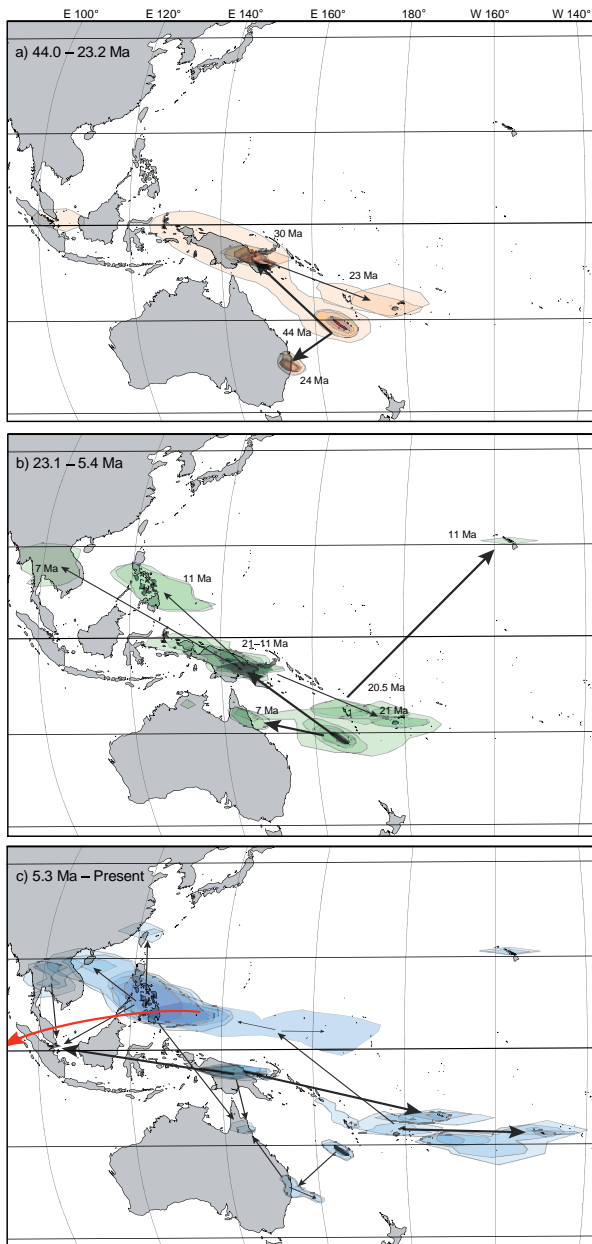 E 100° E 120° E 140° E 160° 180° W 160° W 140°
a) 44.0 – 23.2 Ma
30 Ma
23 Ma
44 Ma
24 Ma
b) 23.1 – 5.4 Ma
11 Ma
7 Ma
11 Ma
21–11 Ma
20.5 Ma
7 Ma
21 Ma
c) 5.3 Ma – Present